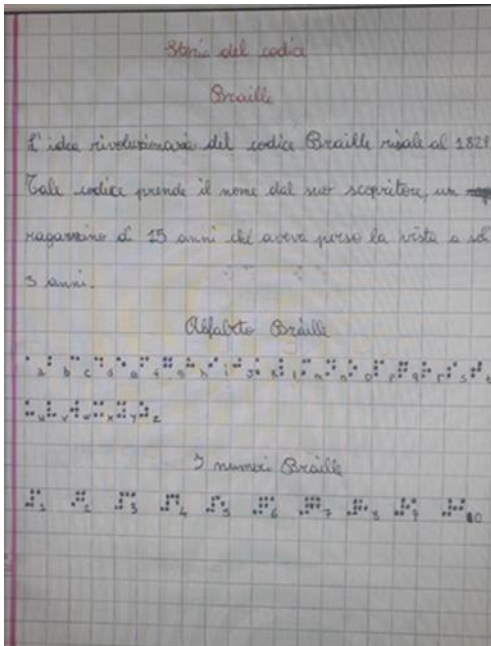 Storia del codice
Braille
L'idea rivoluzionaria del codice Braille risale al 1829
Tale codice prende il nome dal suo scopritore, un
ragazzino di 15 anni che aveva perso la vista a soli
3 anni.
Alfabeto Braille
a b c d e f g h i j k l m n o p q r s t
u v w x y z
I numeri Braille
1 2 3 4 5 6 7 8 9 10